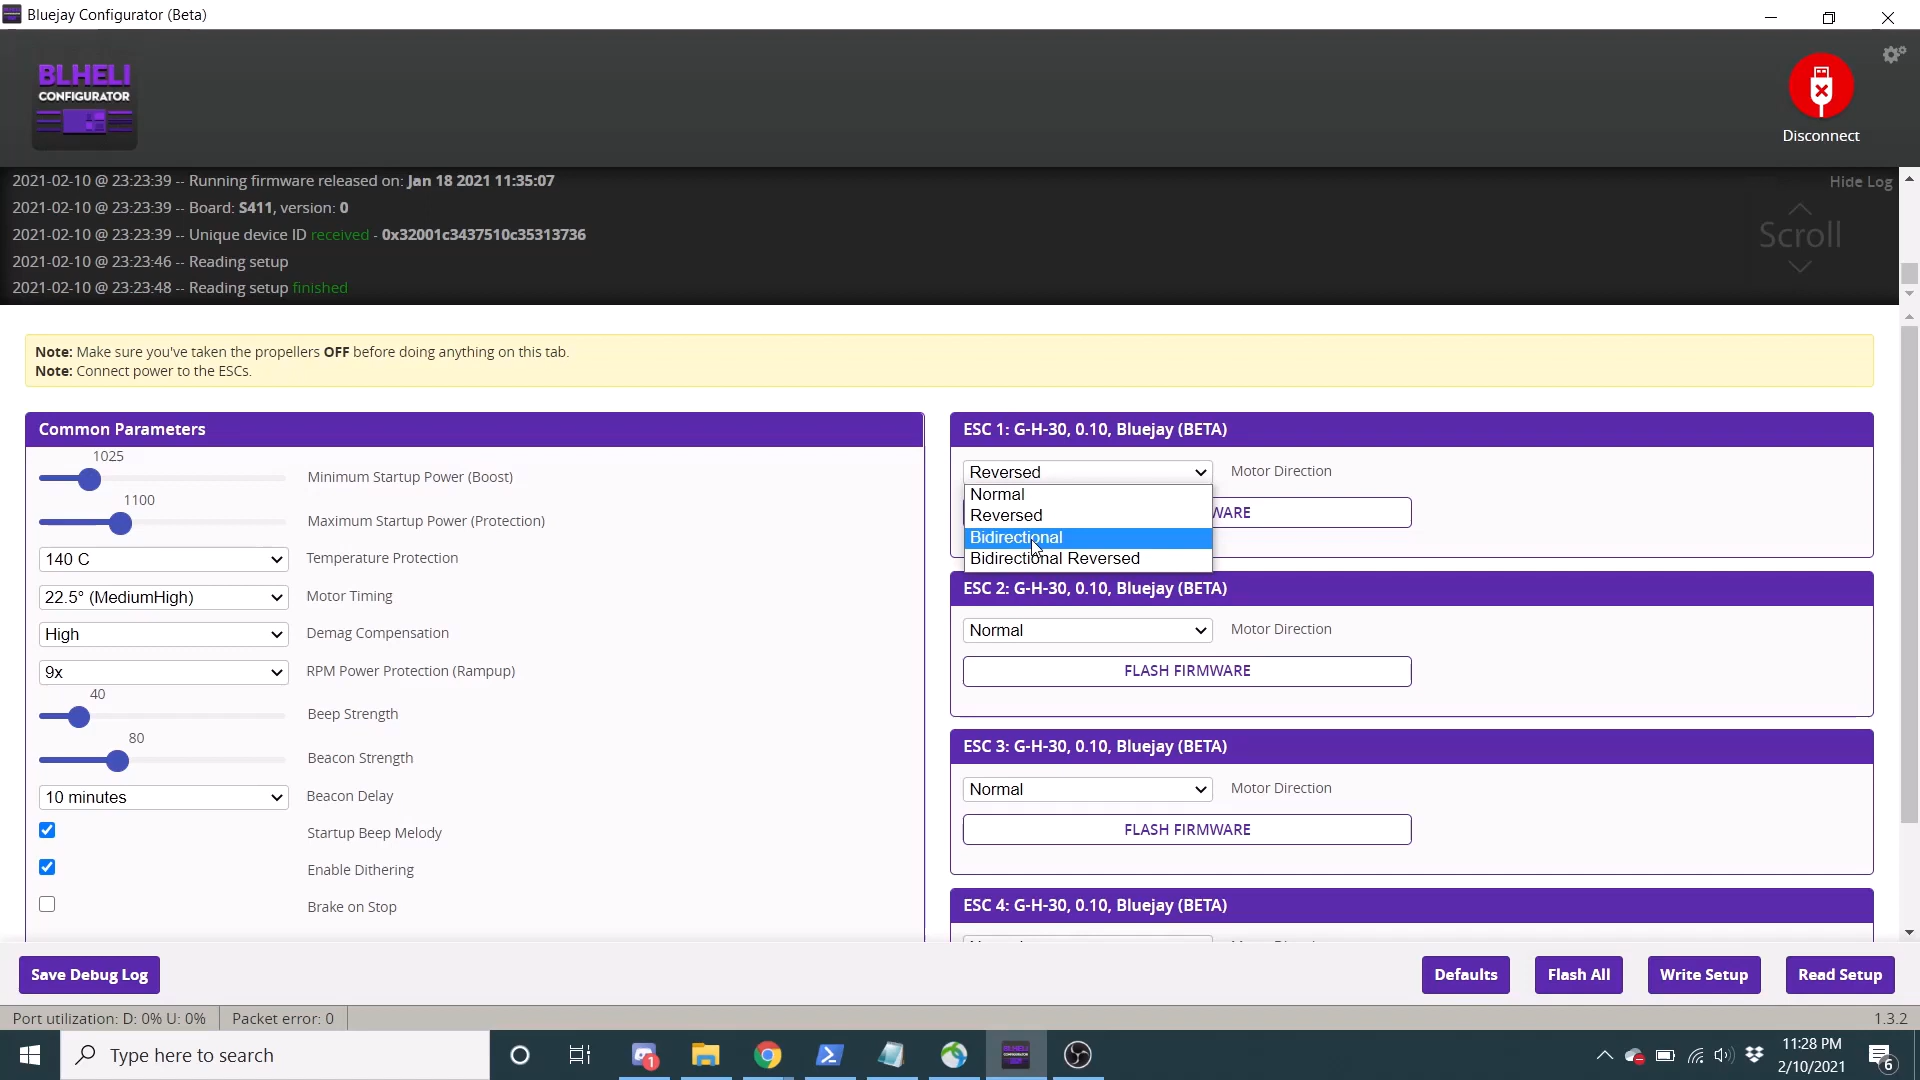 Bluejay Configurator (Beta)
BLHELI
CONFIGURATOR
Disconnect
2021-02-10 @ 23:23:39 -- Running firmware released on: Jan 18 2021 11:35:07
Hide Log
2021-02-10 @ 23:23:39 -- Board: S411, version: 0
2021-02-10 @ 23:23:39 -- Unique device ID received - 0x32001c3437510c35313736
Scroll
2021-02-10 @ 23:23:46 -- Reading setup
2021-02-10 @ 23:23:48 -- Reading setup finished
Note: Make sure you've taken the propellers OFF before doing anything on this tab.
Note: Connect power to the ESCs.
Common Parameters
1025
Minimum Startup Power (Boost)
1100
Maximum Startup Power (Protection)
140 C
Temperature Protection
22.5° (MediumHigh)
Motor Timing
High
Demag Compensation
9x
RPM Power Protection (Rampup)
40
Beep Strength
80
Beacon Strength
10 minutes
Beacon Delay
Startup Beep Melody
Enable Dithering
Brake on Stop
ESC 1: G-H-30, 0.10, Bluejay (BETA)
Reversed
Motor Direction
Normal
Reversed
WARE
Bidirectional
Bidirectional Reversed
ESC 2: G-H-30, 0.10, Bluejay (BETA)
Normal
Motor Direction
FLASH FIRMWARE
ESC 3: G-H-30, 0.10, Bluejay (BETA)
Normal
Motor Direction
FLASH FIRMWARE
ESC 4: G-H-30, 0.10, Bluejay (BETA)
Save Debug Log
Defaults
Flash All
Write Setup
Read Setup
Port utilization: D: 0% U: 0%
Packet error: 0
1.3.2
Type here to search
1
11:28 PM
2/10/2021
6